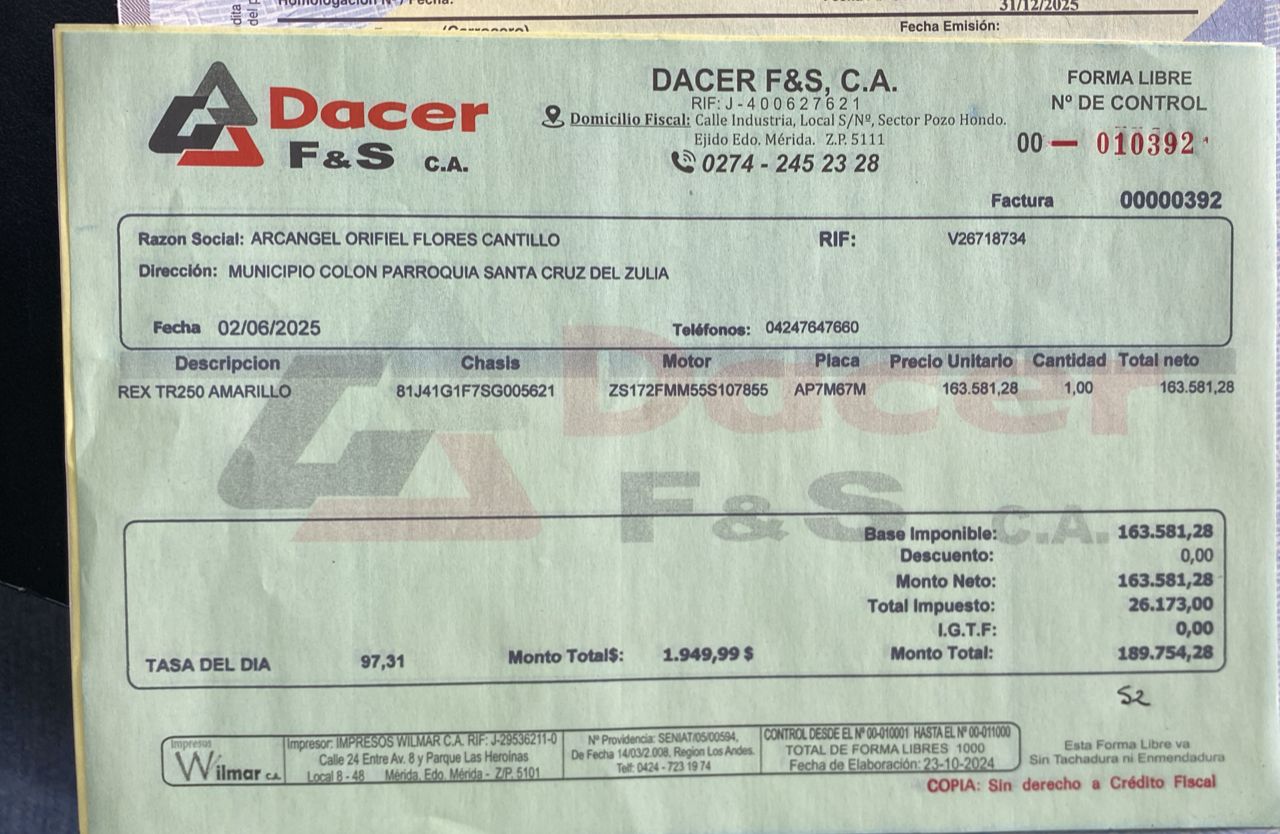 31/12/2025
Fecha Emisión:
Dacer
F&S C.A.
DACER F&S, C.A.
RIF: J-400627621
Domicilio Fiscal: Calle Industria, Local S/Nº, Sector Pozo Hondo.
Ejido Edo. Mérida. Z.P. 5111
0274 - 245 23 28
FORMA LIBRE
Nº DE CONTROL
00 — 010392
Factura 00000392
Razon Social: ARCANGEL ORIFIEL FLORES CANTILLO RIF: V26718734
Dirección: MUNICIPIO COLON PARROQUIA SANTA CRUZ DEL ZULIA
Fecha 02/06/2025 Teléfonos: 04247647660
Descripcion Chasis Motor Placa Precio Unitario Cantidad Total neto
REX TR250 AMARILLO 81J41G1F7SG005621 ZS172FMM55S107855 AP7M67M 163.581,28 1,00 163.581,28
Dacer
F&S C.A.
Base Imponible: 163.581,28
Descuento: 0,00
Monto Neto: 163.581,28
Total Impuesto: 26.173,00
I.G.T.F: 0,00
TASA DEL DIA 97,31 Monto Total$: 1.949,99 $ Monto Total: 189.754,28
52
Impresos
Wilmar C.A.
Impresor: IMPRESOS WILMAR C.A. RIF: J-29536211-0
Calle 24 Entre Av. 8 y Parque Las Heroinas
Local 8 - 48 Mérida, Edo. Mérida - Z/P. 5101
Nº Providencia: SENIAT/05/00594,
De Fecha 14/03/2.008, Region Los Andes.
Telf: 0424 - 723 19 74
CONTROL DESDE EL Nº 00-010001 HASTA EL Nº 00-011000
TOTAL DE FORMA LIBRES 1000
Fecha de Elaboración: 23-10-2024
Esta Forma Libre va
Sin Tachadura ni Enmendadura
COPIA: Sin derecho a Crédito Fiscal